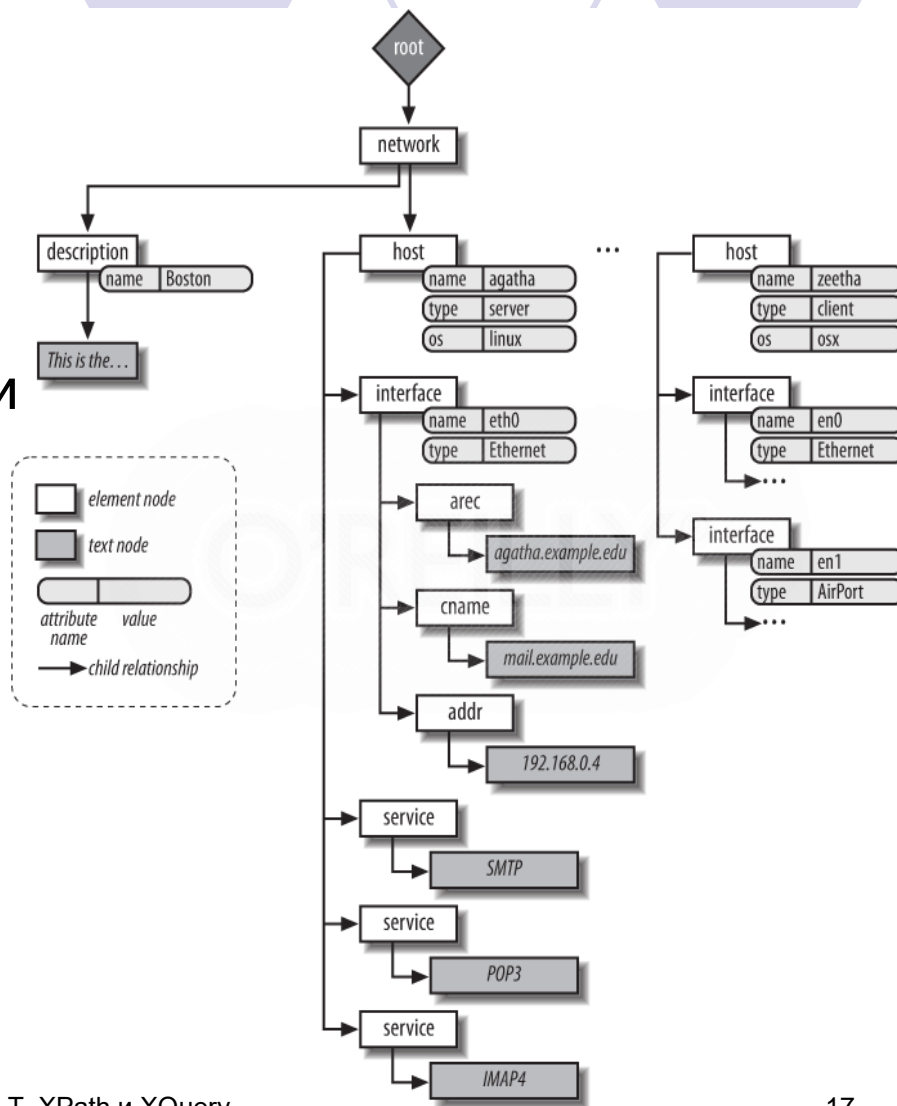 root
network
description
name Boston
This is the...
host
name agatha
type server
os linux
...
host
name zeetha
type client
os osx
и
interface
name eth0
type Ethernet
arec
agatha.example.edu
cname
mail.example.edu
addr
192.168.0.4
service
SMTP
service
POP3
service
IMAP4
interface
name en0
type Ethernet
...
interface
name en1
type AirPort
...
element node
text node
attribute name
value
child relationship
O'REILLY
XPath и XQuery
17